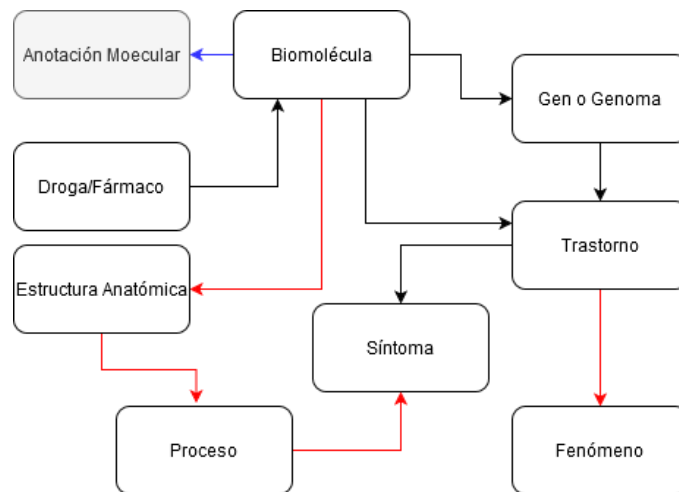 Anotación Moecular
Biomolécula
Gen o Genoma
Droga/Fármaco
Trastorno
Estructura Anatómica
Síntoma
Proceso
Fenómeno